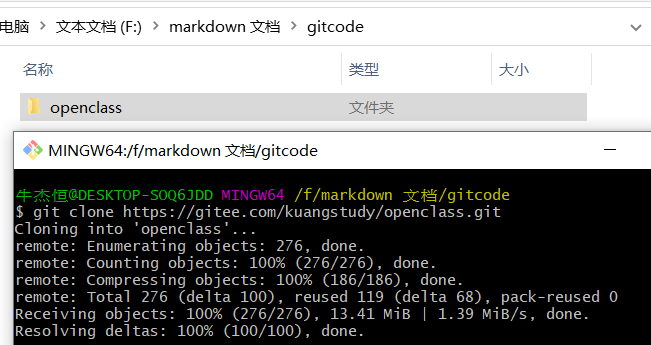 电脑 > 文本文档 (F:) > markdown 文档 > gitcode
名称 类型 大小
openclass 文件夹
MINGW64:/f/markdown 文档/gitcode
牛杰恒@DESKTOP-SOQ6JDD MINGW64 /f/markdown 文档/gitcode
$ git clone https://gitee.com/kuangstudy/openclass.git
Cloning into 'openclass'...
remote: Enumerating objects: 276, done.
remote: Counting objects: 100% (276/276), done.
remote: Compressing objects: 100% (186/186), done.
remote: Total 276 (delta 100), reused 119 (delta 68), pack-reused 0
Receiving objects: 100% (276/276), 13.41 MiB | 1.39 MiB/s, done.
Resolving deltas: 100% (100/100), done.